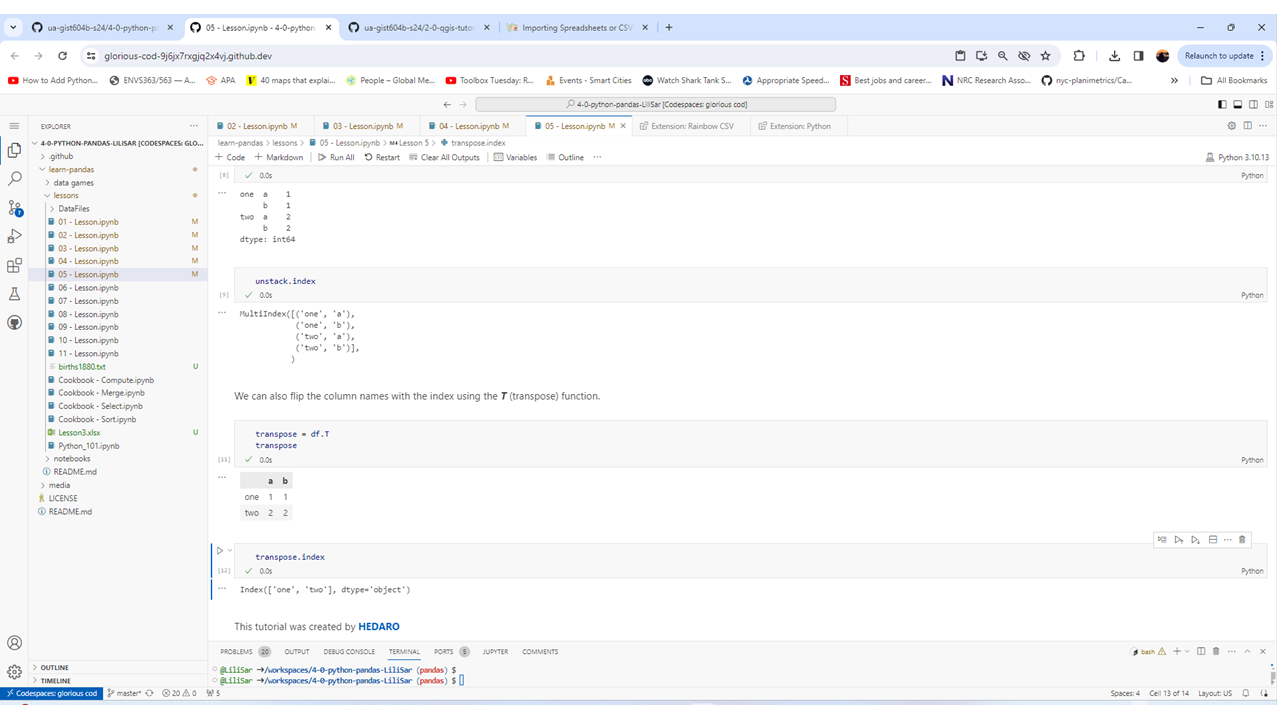 ua-gist604b-s24/4-0-python-p
05 - Lesson.ipynb - 4-0-python-
ua-gist604b-s24/2-0-qgis-tutor
Importing Spreadsheets or CSV
glorious-cod-9j6jx7rxgjq2x4vj.github.dev
Relaunch to update
How to Add Python...
ENVS363/563 — A...
APA
40 maps that explai...
People – Global Me...
Toolbox Tuesday: R...
Events - Smart Cities
Watch Shark Tank S...
Appropriate Speed...
Best jobs and career...
NRC Research Asso...
nyc-planimetrics/Ca...
All Bookmarks
4-0-python-pandas-LiliSar [Codespaces: glorious cod]
EXPLORER
02 - Lesson.ipynb M
03 - Lesson.ipynb M
04 - Lesson.ipynb M
05 - Lesson.ipynb M
Extension: Rainbow CSV
Extension: Python
4-0-PYTHON-PANDAS-LILISAR [CODESPACES: GLO...
learn-pandas > lessons > 05 - Lesson.ipynb > M+Lesson 5 > transpose.index
+ Code + Markdown Run All Restart Clear All Outputs Variables Outline ...
Python 3.10.13
.github
learn-pandas
data games
lessons
DataFiles
01 - Lesson.ipynb M
02 - Lesson.ipynb M
03 - Lesson.ipynb M
04 - Lesson.ipynb M
05 - Lesson.ipynb M
06 - Lesson.ipynb
07 - Lesson.ipynb
08 - Lesson.ipynb
09 - Lesson.ipynb
10 - Lesson.ipynb
11 - Lesson.ipynb
births1880.txt U
Cookbook - Compute.ipynb
Cookbook - Merge.ipynb
Cookbook - Select.ipynb
Cookbook - Sort.ipynb
Lesson3.xlsx U
Python_101.ipynb
notebooks
README.md
media
LICENSE
README.md
OUTLINE
TIMELINE
[8] 0.0s Python
one a 1
b 1
two a 2
b 2
dtype: int64
unstack.index
[9] 0.0s Python
MultiIndex([('one', 'a'),
('one', 'b'),
('two', 'a'),
('two', 'b')],
)
We can also flip the column names with the index using the T (transpose) function.
transpose = df.T
transpose
[11] 0.0s Python
a b
one 1 1
two 2 2
transpose.index
[12] 0.0s Python
Index(['one', 'two'], dtype='object')
This tutorial was created by HEDARO
PROBLEMS 20 OUTPUT DEBUG CONSOLE TERMINAL PORTS 5 JUPYTER COMMENTS
bash
@LiliSar ➜/workspaces/4-0-python-pandas-LiliSar (pandas) $
@LiliSar ➜/workspaces/4-0-python-pandas-LiliSar (pandas) $
Codespaces: glorious cod master* 20 0 5
Spaces: 4 Cell 13 of 14 Layout: US